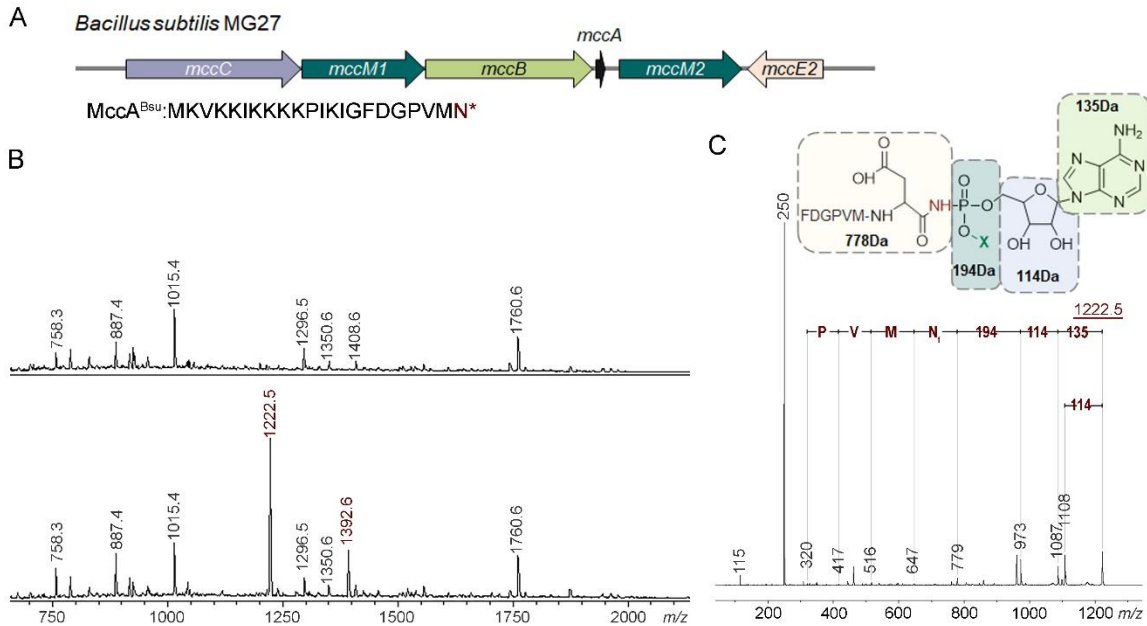 A
Bacillus subtilis MG27
mccA
mccC
mccM1
mccB
mccM2
mccE2
MccA^Bsu:MKVKKIKKKKPIKIGFDGPVMN*
B
758.3
887.4
1015.4
1296.5
1350.6
1408.6
1760.6
758.3
887.4
1015.4
1222.5
1296.5
1350.6
1392.6
1760.6
750
1000
1250
1500
1750
2000
m/z
C
135Da
NH2
N
N
N
N
O
OH
FDGPVM-NH
O
NH
O
P
O
O
X
O
OH
OH
778Da
194Da
114Da
1222.5
P
V
M
N,
194
114
135
114
250
115
320
417
516
647
779
973
1087
1108
200
400
600
800
1000
1200
m/z